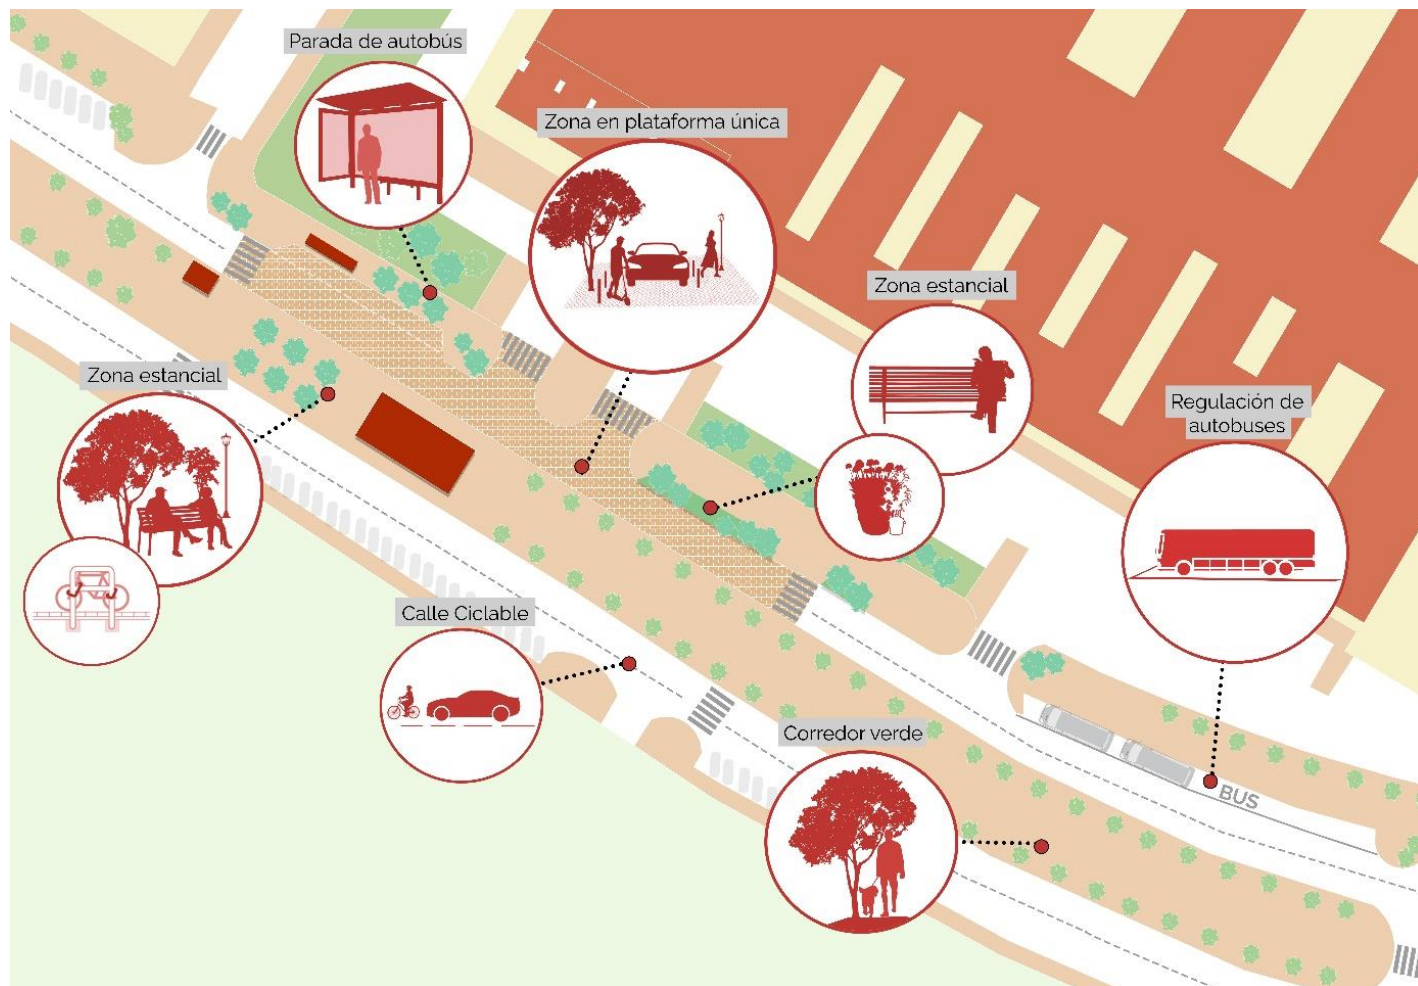 Parada de autobús
Zona en plataforma única
Zona estancial
Zona estancial
Regulación de
autobuses
Calle Ciclable
Corredor verde
BUS